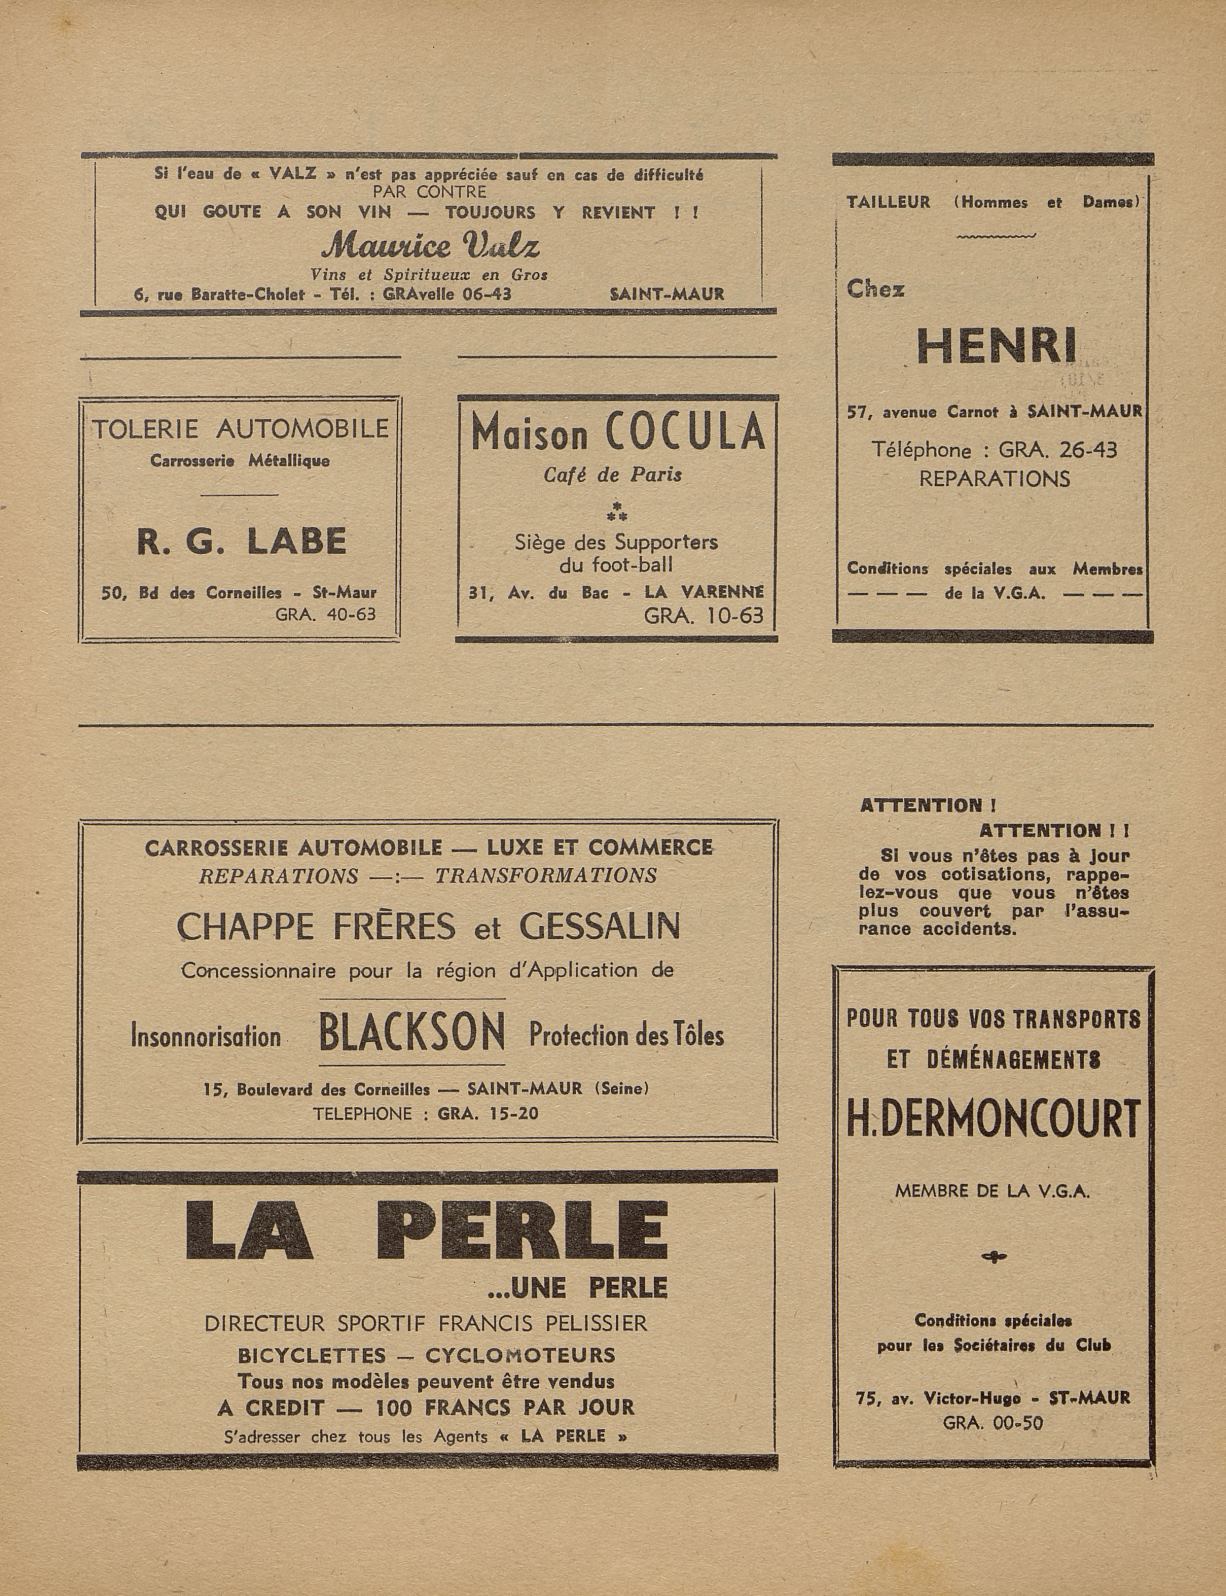 Si l'eau de « VALZ » n'est pas appréciée sauf en cas de difficulté
PAR CONTRE
QUI GOUTE A SON VIN — TOUJOURS Y REVIENT ! !
Maurice Valz
Vins et Spiritueux en Gros
6, rue Baratte-Cholet - Tél. : GRAvelle 06-43 SAINT-MAUR
TOLERIE AUTOMOBILE
Carrosserie Métallique
R. G. LABE
50, Bd des Corneilles - St-Maur
GRA. 40-63
Maison COCULA
Café de Paris
*
**
Siège des Supporters
du foot-ball
31, Av. du Bac - LA VARENNE
GRA. 10-63
TAILLEUR (Hommes et Dames)
Chez
HENRI
57, avenue Carnot à SAINT-MAUR
Téléphone : GRA. 26-43
REPARATIONS
Conditions spéciales aux Membres
— — — de la V.G.A. — — —
CARROSSERIE AUTOMOBILE — LUXE ET COMMERCE
REPARATIONS —:— TRANSFORMATIONS
CHAPPE FRÈRES et GESSALIN
Concessionnaire pour la région d'Application de
Insonnorisation BLACKSON Protection des Tôles
15, Boulevard des Corneilles — SAINT-MAUR (Seine)
TELEPHONE : GRA. 15-20
LA PERLE
...UNE PERLE
DIRECTEUR SPORTIF FRANCIS PELISSIER
BICYCLETTES — CYCLOMOTEURS
Tous nos modèles peuvent être vendus
A CREDIT — 100 FRANCS PAR JOUR
S'adresser chez tous les Agents « LA PERLE »
ATTENTION !
ATTENTION ! !
Si vous n'êtes pas à jour
de vos cotisations, rappe-
lez-vous que vous n'êtes
plus couvert par l'assu-
rance accidents.
POUR TOUS VOS TRANSPORTS
ET DÉMÉNAGEMENTS
H. DERMONCOURT
MEMBRE DE LA V.G.A.
Conditions spéciales
pour les Sociétaires du Club
75, av. Victor-Hugo - ST-MAUR
GRA. 00-50